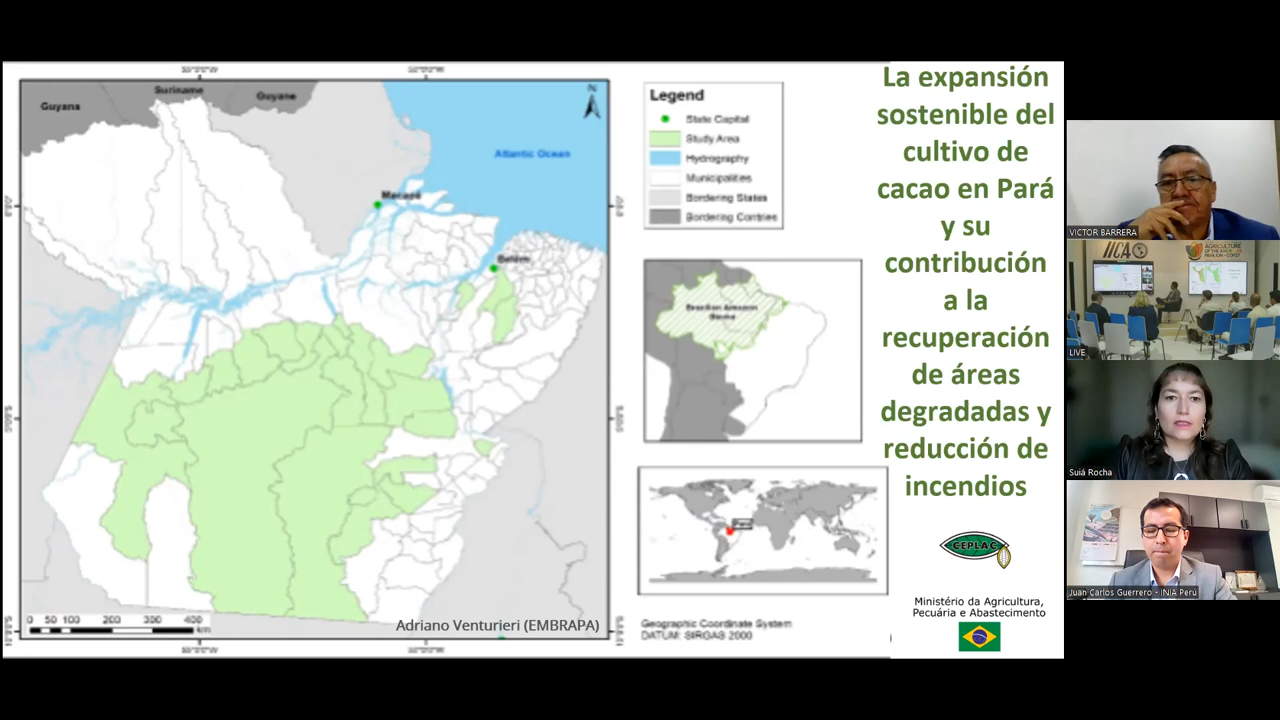 Guyana
Suriname
Guyane
N
Atlantic Ocean
Macapá
Belém
0 50 100 200 300 400
km
Adriano Venturieri (EMBRAPA)
Legend
State Capital
Study Area
Hydrography
Municipalities
Bordering States
Bordering Contries
Brazilian Amazon
Geographic Coordinate System
DATUM: SIRGAS 2000
La expansión
sostenible del
cultivo de
cacao en Pará
y su
contribución
a la
recuperación
de áreas
degradadas y
reducción de
incendios
CEPLAC
Ministério da Agricultura,
Pecuária e Abastecimento
VICTOR BARRERA
IICA
AGRICULTURE
LIVE
Suiá Rocha
Juan Carlos Guerrero - INIA Perú